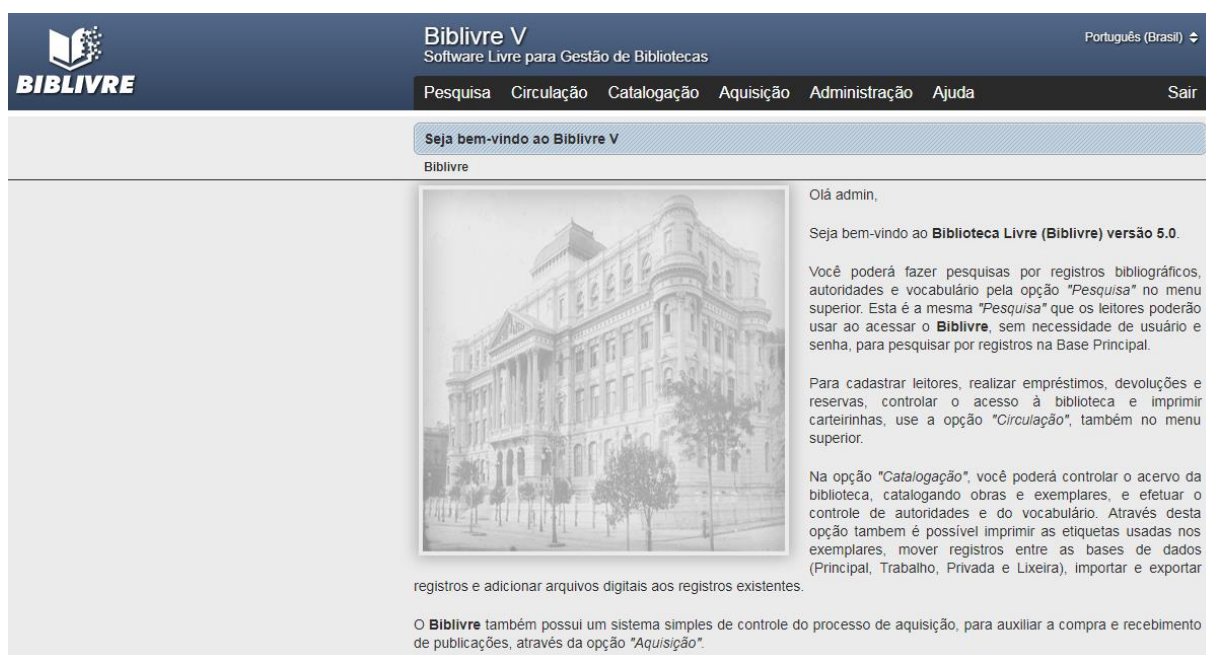 BIBLIVRE
Biblivre V
Software Livre para Gestão de Bibliotecas
Português (Brasil)
Pesquisa Circulação Catalogação Aquisição Administração Ajuda Sair
Seja bem-vindo ao Biblivre V
Biblivre
Olá admin,
Seja bem-vindo ao Biblioteca Livre (Biblivre) versão 5.0.
Você poderá fazer pesquisas por registros bibliográficos,
autoridades e vocabulário pela opção "Pesquisa" no menu
superior. Esta é a mesma "Pesquisa" que os leitores poderão
usar ao acessar o Biblivre, sem necessidade de usuário e
senha, para pesquisar por registros na Base Principal.
Para cadastrar leitores, realizar empréstimos, devoluções e
reservas, controlar o acesso à biblioteca e imprimir
carteirinhas, use a opção "Circulação", também no menu
superior.
Na opção "Catalogação", você poderá controlar o acervo da
biblioteca, catalogando obras e exemplares, e efetuar o
controle de autoridades e do vocabulário. Através desta
opção tambem é possível imprimir as etiquetas usadas nos
exemplares, mover registros entre as bases de dados
(Principal, Trabalho, Privada e Lixeira), importar e exportar
registros e adicionar arquivos digitais aos registros existentes.
O Biblivre também possui um sistema simples de controle do processo de aquisição, para auxiliar a compra e recebimento
de publicações, através da opção "Aquisição".